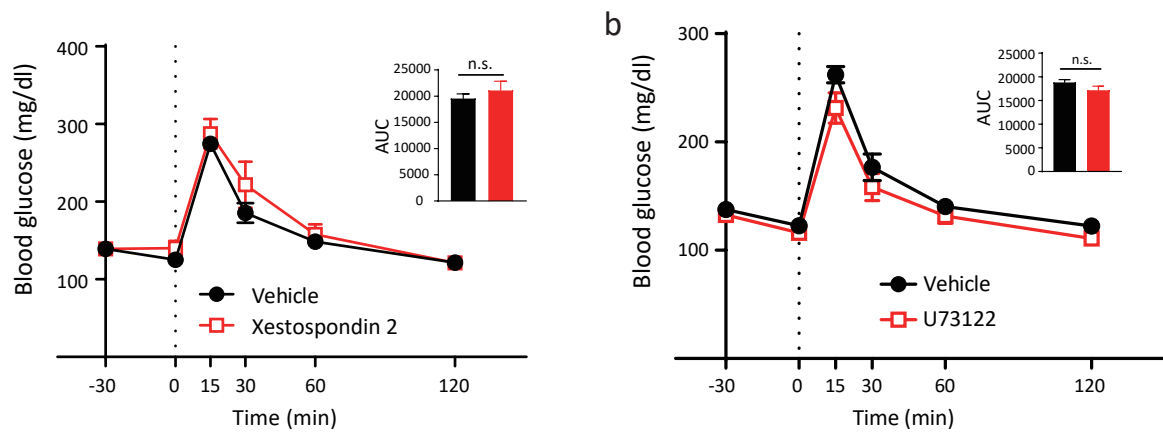 b
400
300
200
100
Blood glucose (mg/dl)
-30
0
15
30
60
120
Time (min)
Vehicle
Xestospondin 2
n.s.
25000
20000
15000
10000
5000
0
AUC
300
200
100
Blood glucose (mg/dl)
-30
0
15
30
60
120
Time (min)
Vehicle
U73122
n.s.
25000
20000
15000
10000
5000
0
AUC